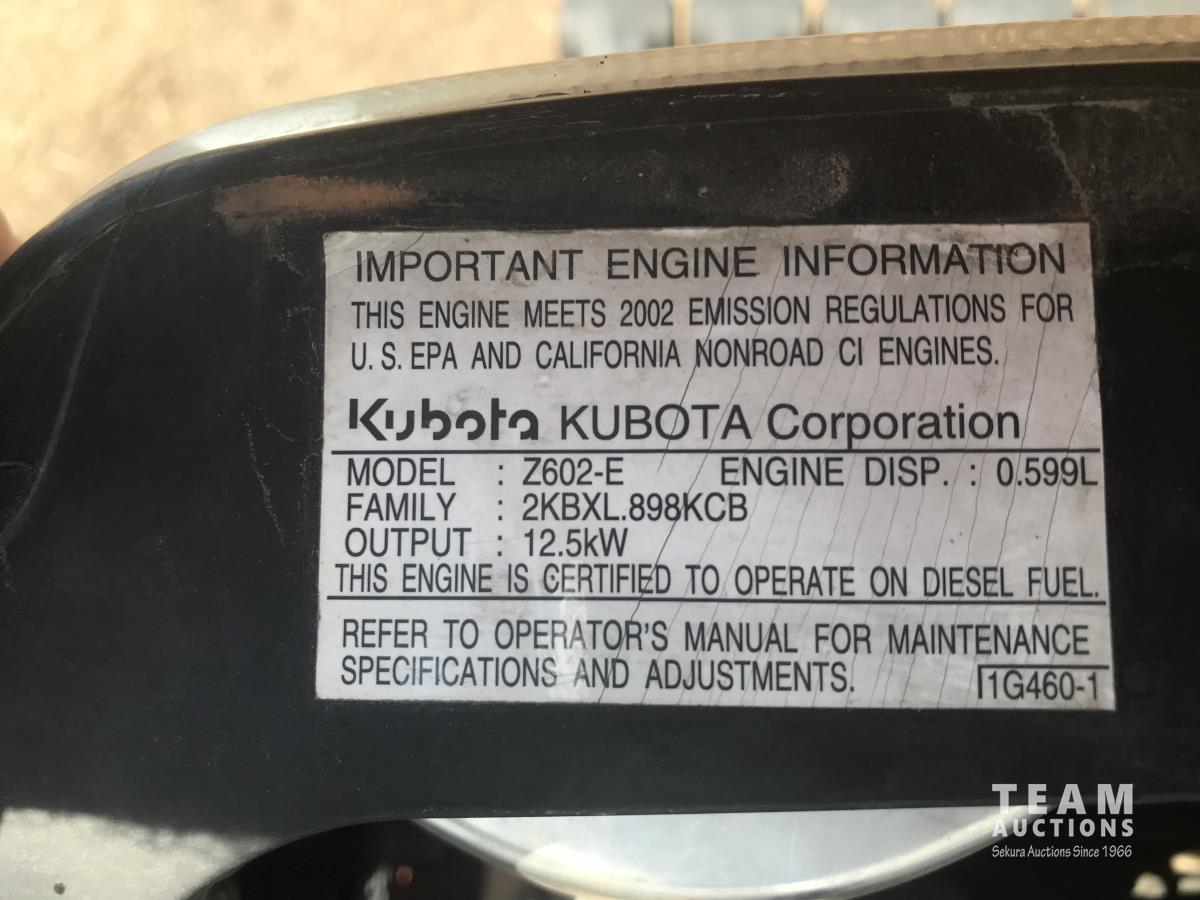 IMPORTANT ENGINE INFORMATION
THIS ENGINE MEETS 2002 EMISSION REGULATIONS FOR
U. S. EPA AND CALIFORNIA NONROAD CI ENGINES.
Kubota KUBOTA Corporation
MODEL : Z602-E ENGINE DISP. : 0.599L
FAMILY : 2KBXL.898KCB
OUTPUT : 12.5kW
THIS ENGINE IS CERTIFIED TO OPERATE ON DIESEL FUEL.
REFER TO OPERATOR'S MANUAL FOR MAINTENANCE
SPECIFICATIONS AND ADJUSTMENTS.
1G460-1
TEAM
AUCTIONS
Sekura Auctions Since 1966